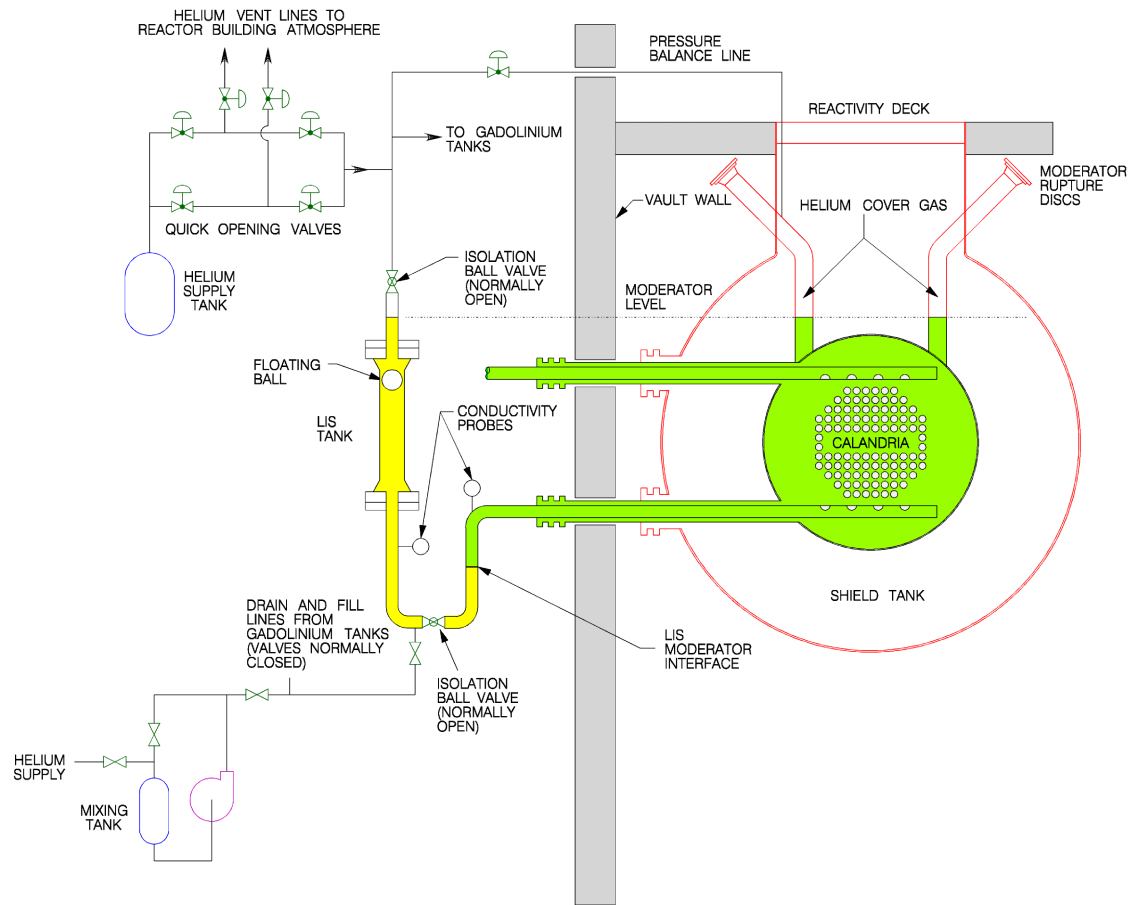 HELIUM VENT LINES TO
REACTOR BUILDING ATMOSPHERE
PRESSURE
BALANCE LINE
REACTIVITY DECK
TO GADOLINIUM
TANKS
MODERATOR
RUPTURE
DISCS
VAULT WALL
HELIUM COVER GAS
QUICK OPENING VALVES
ISOLATION
BALL VALVE
(NORMALLY
OPEN)
HELIUM
SUPPLY
TANK
MODERATOR
LEVEL
FLOATING
BALL
LIS
TANK
CONDUCTIVITY
PROBES
CALANDRIA
DRAIN AND FILL
LINES FROM
GADOLINIUM TANKS
(VALVES NORMALLY
CLOSED)
SHIELD TANK
LIS
MODERATOR
INTERFACE
ISOLATION
BALL VALVE
(NORMALLY
OPEN)
HELIUM
SUPPLY
MIXING
TANK